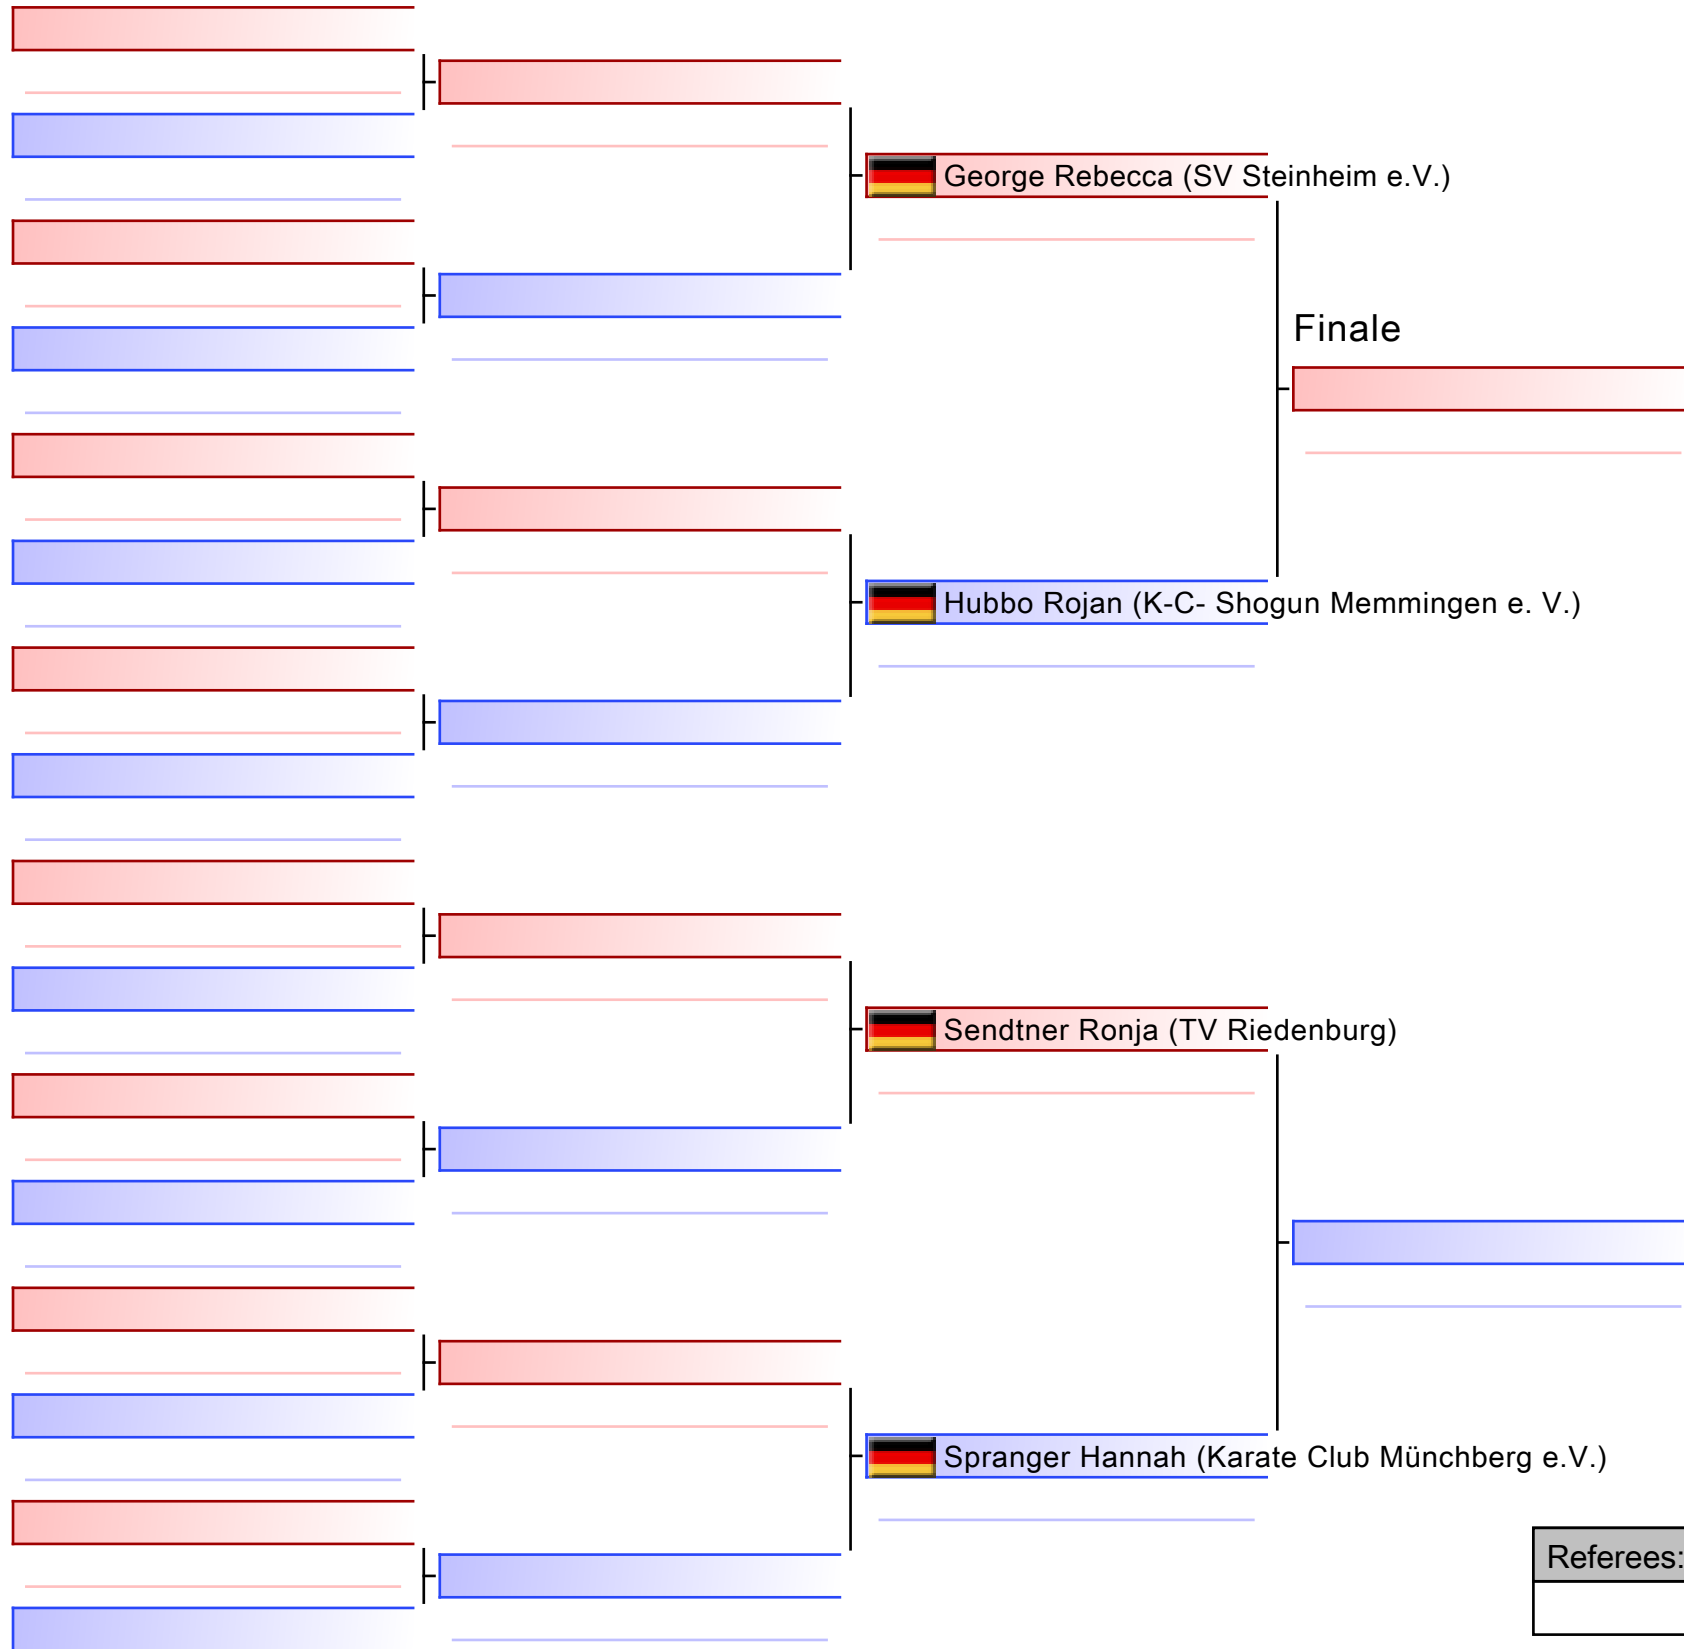 George Rebecca (SV Steinheim e.V.)
Finale
Hubbo Rojan (K-C- Shogun Memmingen e. V.)
Sendtner Ronja (TV Riedenburg)
Spranger Hannah (Karate Club Münchberg e.V.)
Referees: